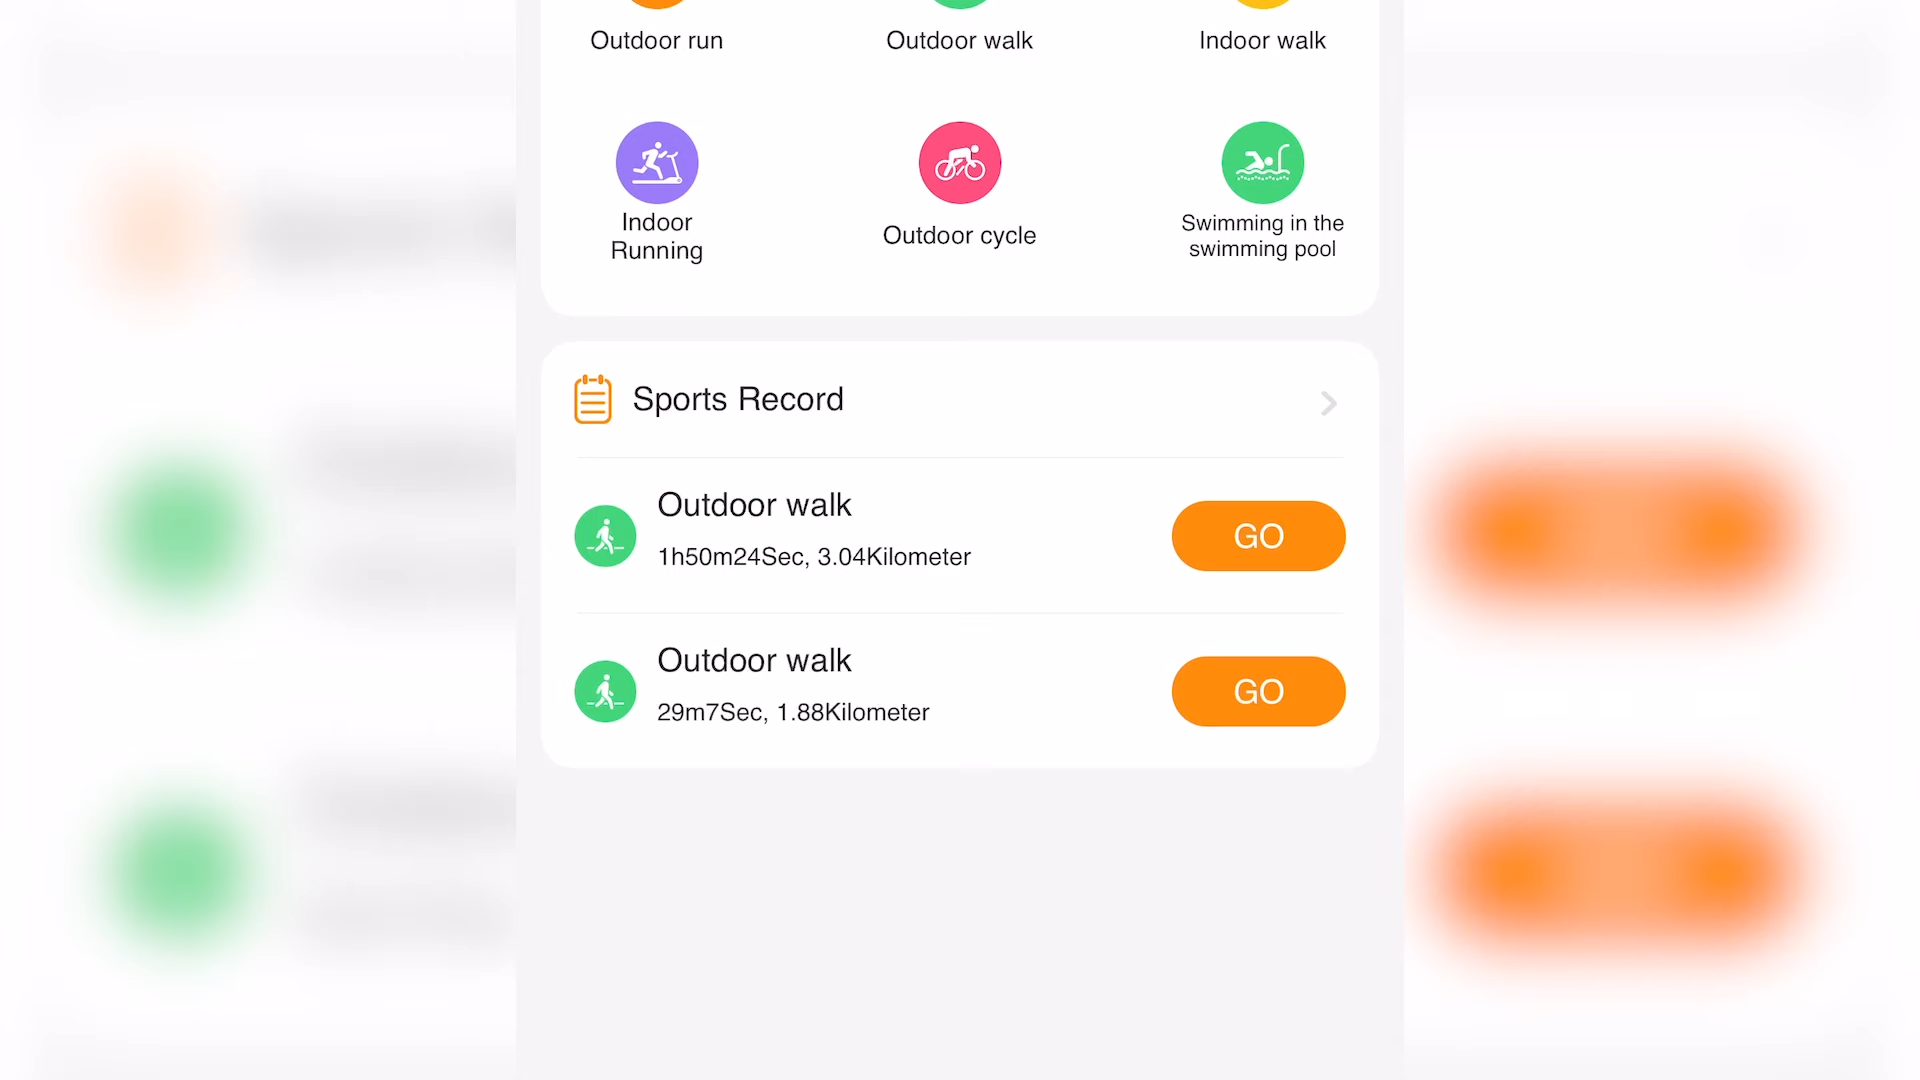 Outdoor run
Outdoor walk
Indoor walk
Indoor
Running
Outdoor cycle
Swimming in the
swimming pool
Sports Record
Outdoor walk
1h50m24Sec, 3.04Kilometer
GO
Outdoor walk
29m7Sec, 1.88Kilometer
GO